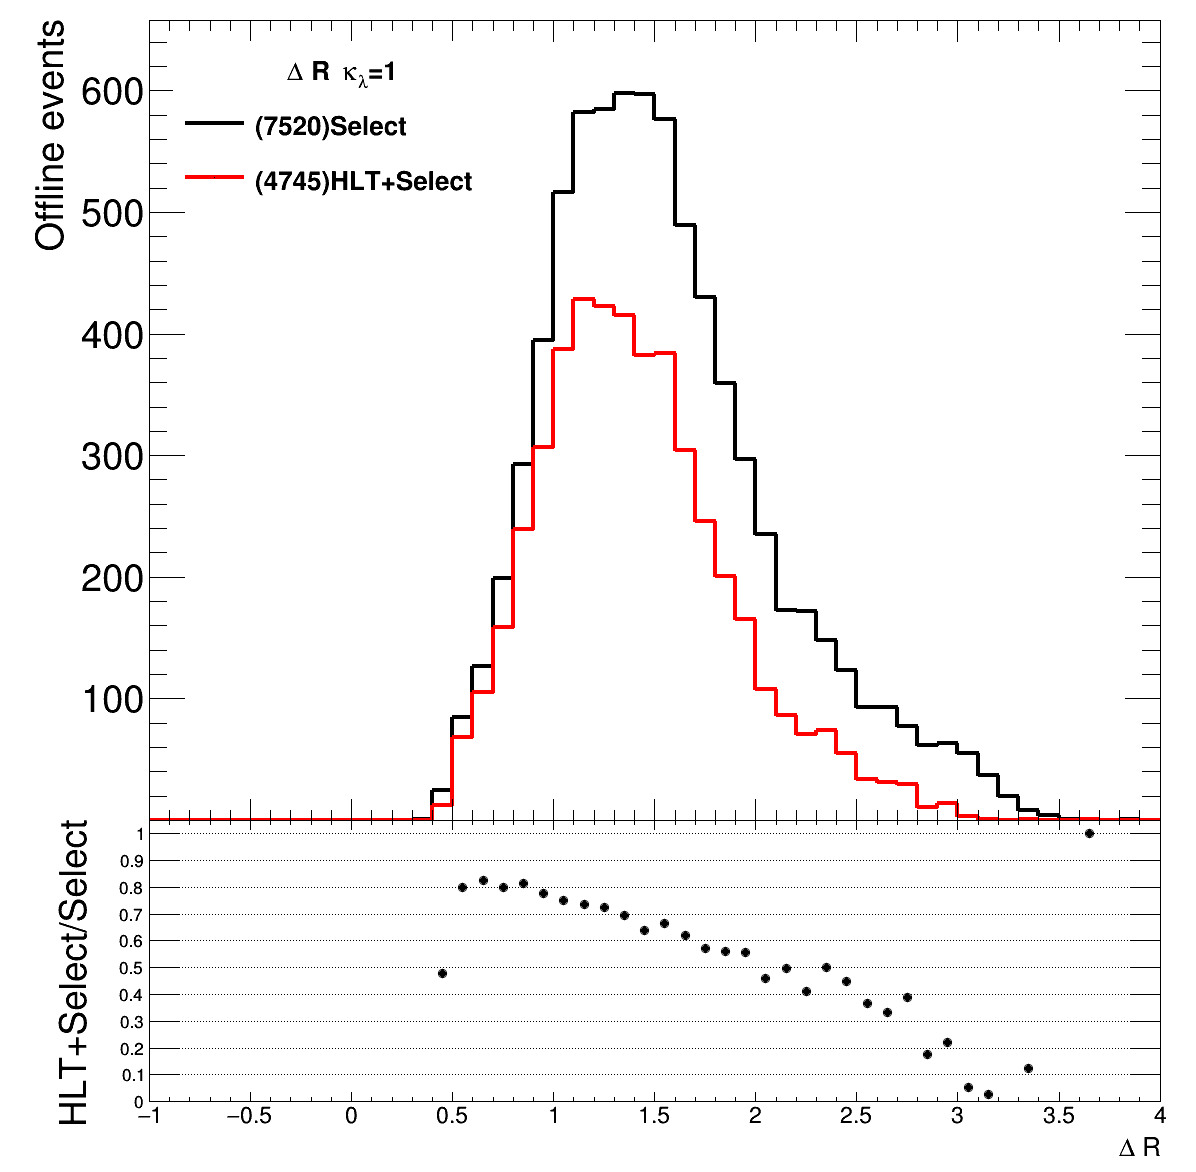 Offline events
600
500
400
300
200
100
Δ R κλ=1
(7520)Select
(4745)HLT+Select
HLT+Select/Select
1
0.9
0.8
0.7
0.6
0.5
0.4
0.3
0.2
0.1
0
−1 −0.5 0 0.5 1 1.5 2 2.5 3 3.5 4
Δ R